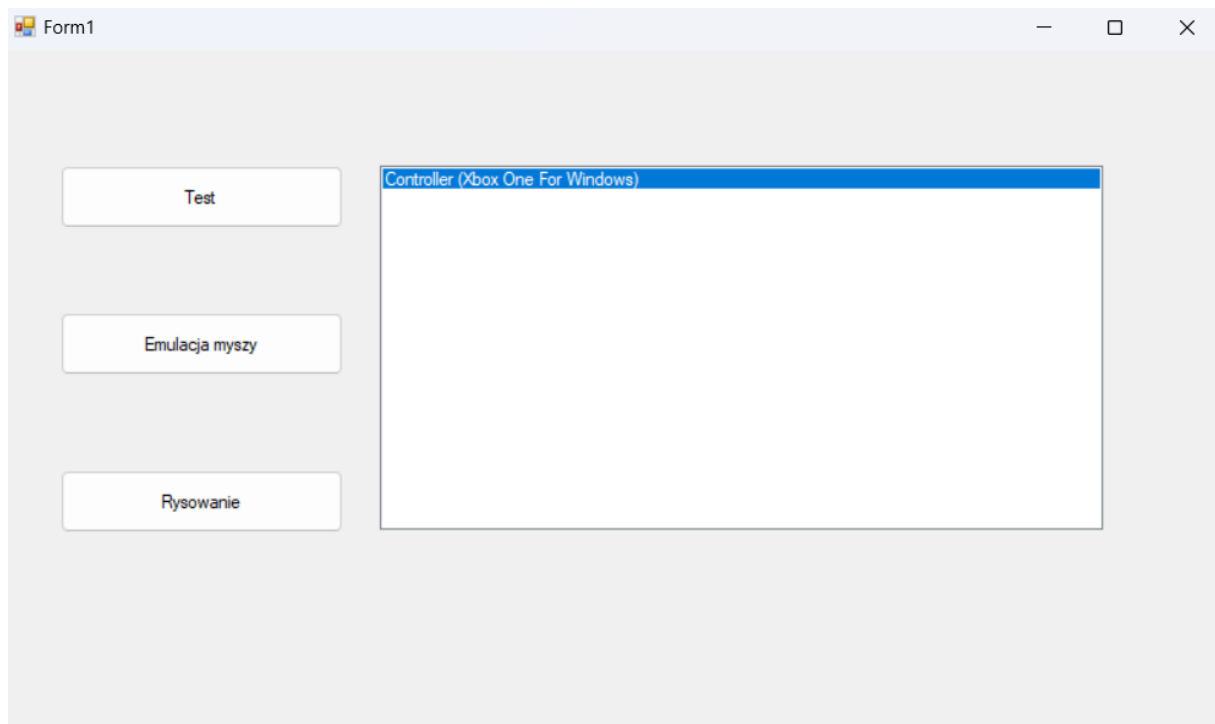 Form1
Test
Controller (Xbox One For Windows)
Emulacja myszy
Rysowanie